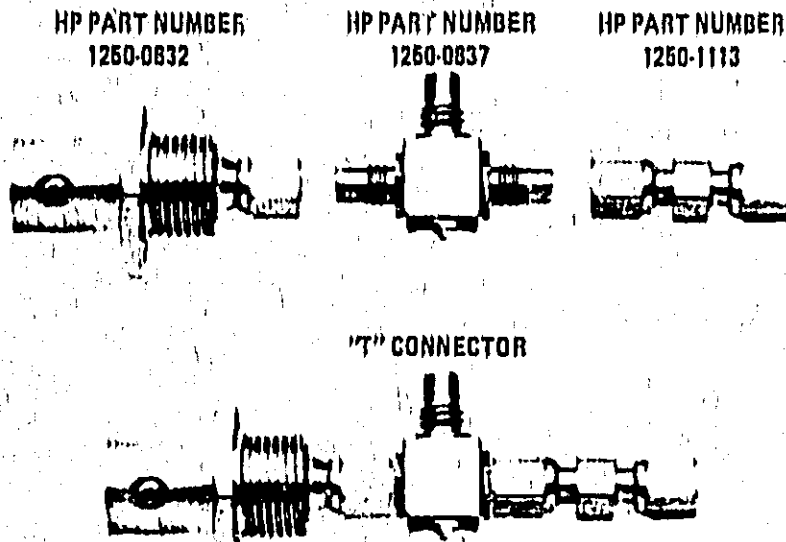 HP PART NUMBER
1250-0832
HP PART NUMBER
1250-0837
HP PART NUMBER
1250-1113
"T" CONNECTOR